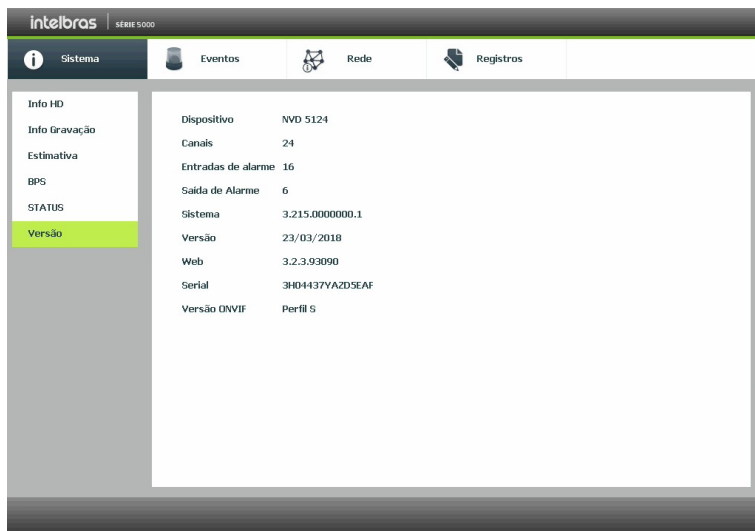 intelbras SÉRIE 5000
Sistema Eventos Rede Registros
Info HD
Info Gravação
Estimativa
BPS
STATUS
Versão
Dispositivo NVD 5124
Canais 24
Entradas de alarme 16
Saída de Alarme 6
Sistema 3.215.0000000.1
Versão 23/03/2018
Web 3.2.3.93090
Serial 3H04437YAZD5EAF
Versão ONVIF Perfil S